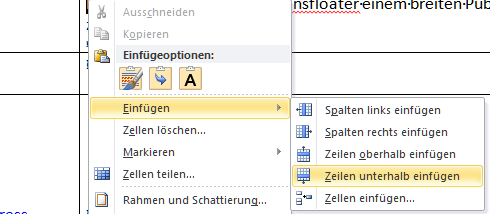 nsfloater·einem·breiten·Pub
Ausschneiden
Kopieren
Einfügeoptionen:
A
Einfügen
Zellen löschen...
Markieren
Zellen teilen...
Rahmen und Schattierung...
Spalten links einfügen
Spalten rechts einfügen
Zeilen oberhalb einfügen
Zeilen unterhalb einfügen
Zellen einfügen...